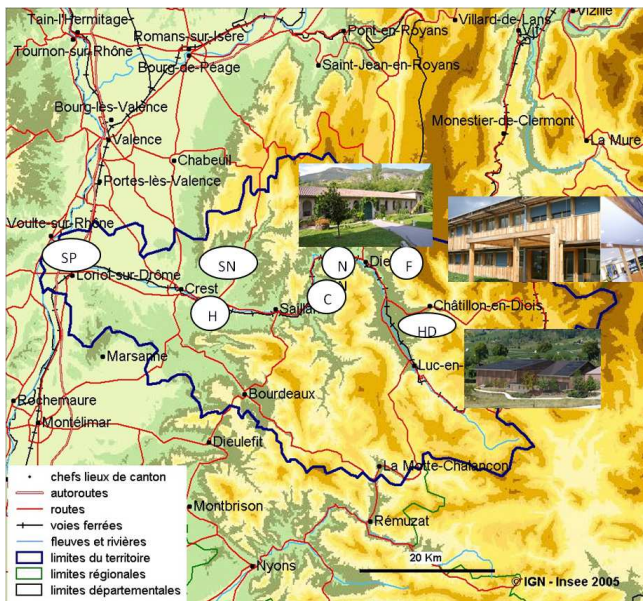 Tain-l'Hermitage
Tournon-sur-Rhône
Romans-sur-Isère
Bourg-de-Péage
Pont-en-Royans
Saint-Jean-en-Royans
Villard-de-Lans
Vif
Vizille
Bourg-lès-Valence
Valence
Chabeuil
Portes-lès-Valence
Monestier-de-Clermont
La Mure
Voulte-sur-Rhône
SP
SN
N
Die
F
Loriol-sur-Drôme
Crest
H
Saillan
C
N
Châtillon-en-Diois
HD
Marsanne
Luc-en-
Rochemaure
Bourdeaux
Montélimar
Dieulefit
La Motte-Chalancon
chefs lieux de canton
autoroutes
routes
voies ferrées
fleuves et rivières
limites du territoire
limites régionales
limites départementales
Montbrison
Rémuzat
Nyons
20 Km
© IGN - Insee 2005